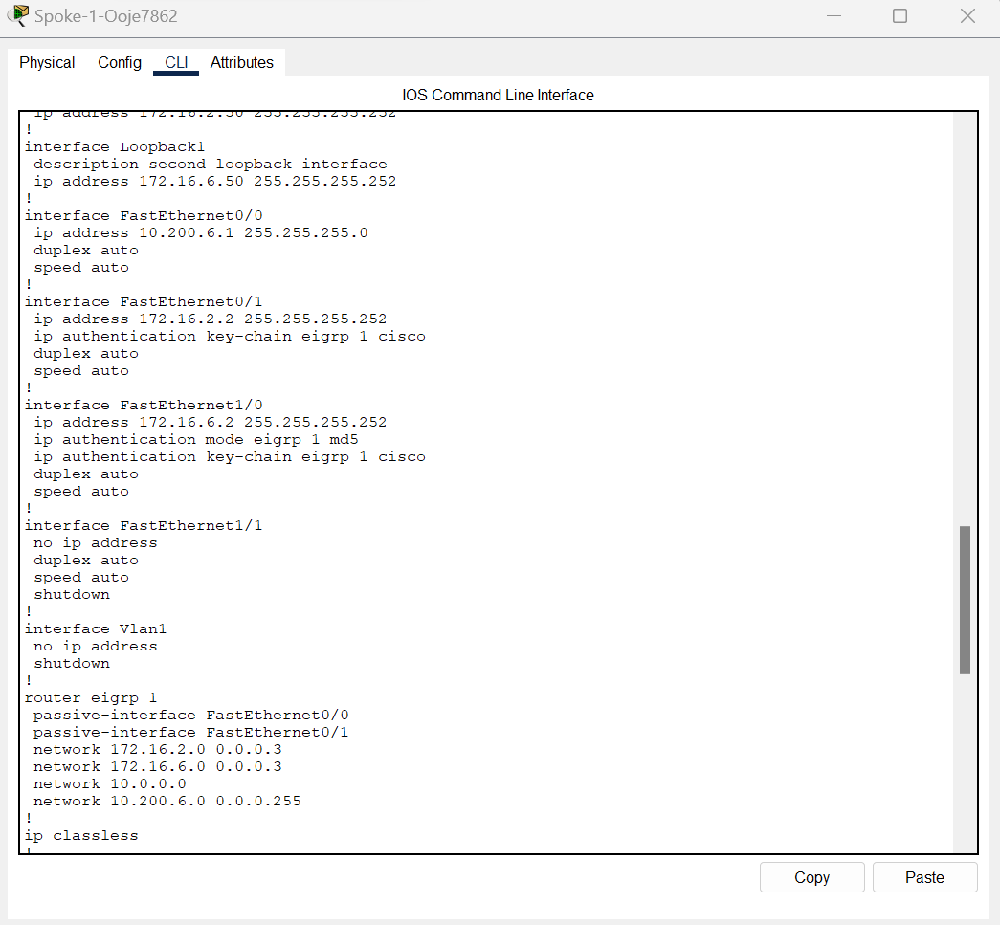 Spoke-1-Ooje7862
Physical Config CLI Attributes
IOS Command Line Interface
ip address 172.16.2.50 255.255.255.252
!
interface Loopback1
description second loopback interface
ip address 172.16.6.50 255.255.255.252
!
interface FastEthernet0/0
ip address 10.200.6.1 255.255.255.0
duplex auto
speed auto
!
interface FastEthernet0/1
ip address 172.16.2.2 255.255.255.252
ip authentication key-chain eigrp 1 cisco
duplex auto
speed auto
!
interface FastEthernet1/0
ip address 172.16.6.2 255.255.255.252
ip authentication mode eigrp 1 md5
ip authentication key-chain eigrp 1 cisco
duplex auto
speed auto
!
interface FastEthernet1/1
no ip address
duplex auto
speed auto
shutdown
!
interface Vlan1
no ip address
shutdown
!
router eigrp 1
passive-interface FastEthernet0/0
passive-interface FastEthernet0/1
network 172.16.2.0 0.0.0.3
network 172.16.6.0 0.0.0.3
network 10.0.0.0
network 10.200.6.0 0.0.0.255
!
ip classless
!
Copy Paste